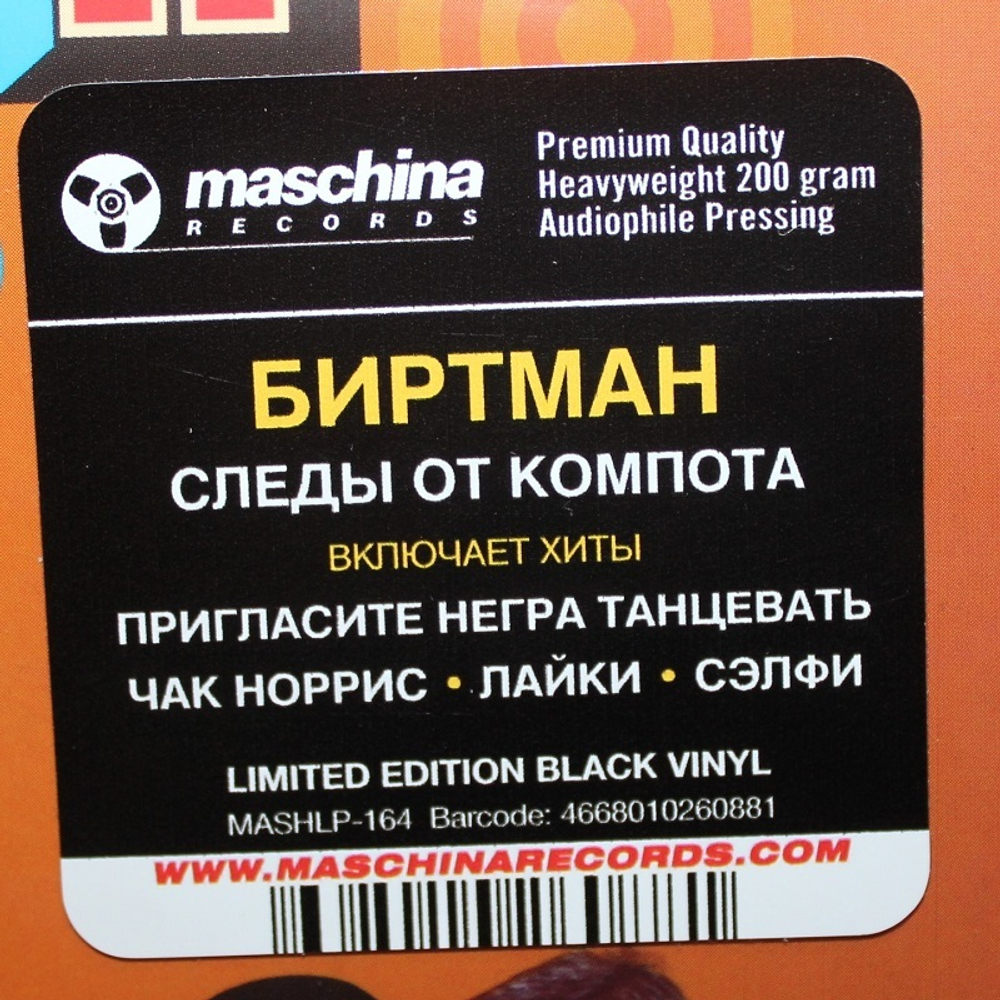 maschina
RECORDS
Premium Quality
Heavyweight 200 gram
Audiophile Pressing
БИРТМАН
СЛЕДЫ ОТ КОМПОТА
ВКЛЮЧАЕТ ХИТЫ
ПРИГЛАСИТЕ НЕГРА ТАНЦЕВАТЬ
ЧАК НОРРИС • ЛАЙКИ • СЭЛФИ
LIMITED EDITION BLACK VINYL
MASHLP-164 Barcode: 4668010260881
WWW.MASCHINARECORDS.COM